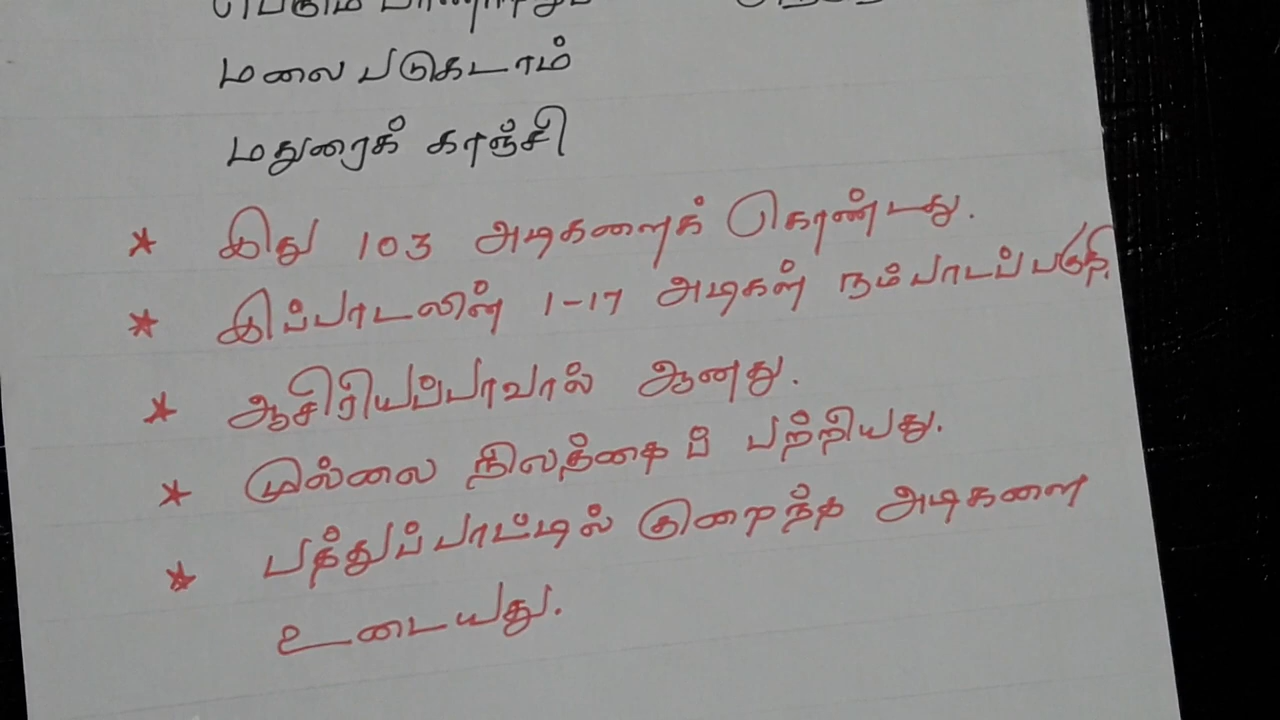 மலை படுகடாம்
மதுரைக் காஞ்சி
* இது 103 அடிகளைக் கொண்டது.
* இப்பாடலின் 1-17 அடிகள் நம்பாடப்பகுதி.
* ஆசிரியப்பாவால் ஆனது.
* முல்லை நிலத்தைப் பற்றியது.
* பத்துப்பாட்டில் குறைந்த அடிகளை
உடையது.